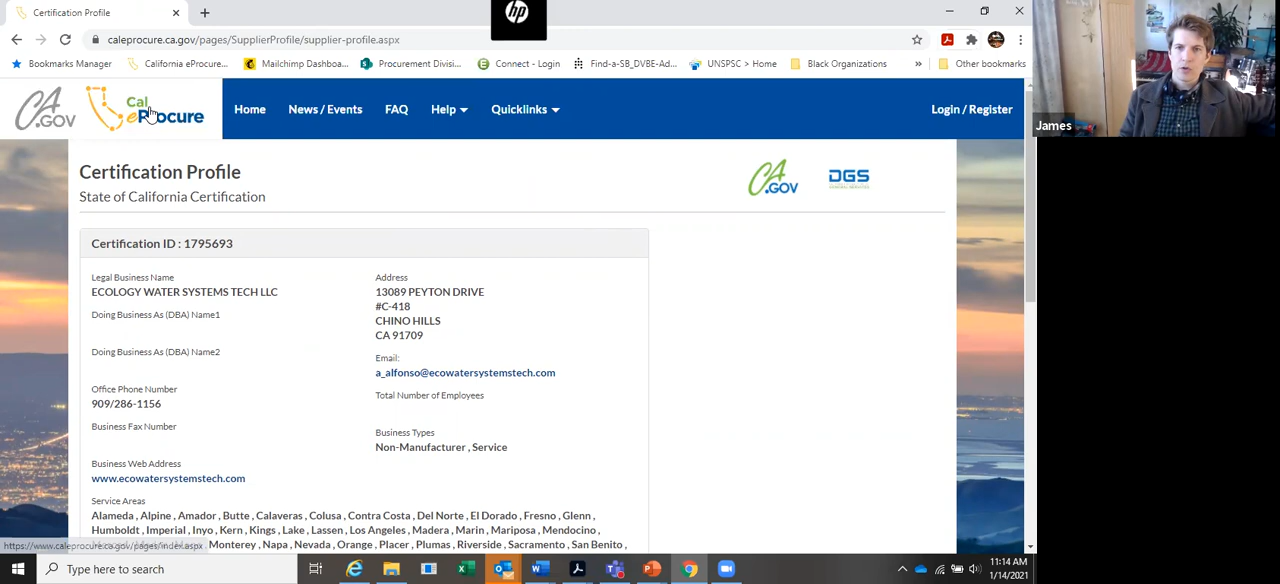 Certification Profile
hp
caleprocure.ca.gov/pages/SupplierProfile/supplier-profile.aspx
Bookmarks Manager
California eProcure...
Mailchimp Dashboa...
Procurement Divisi...
Connect - Login
Find-a-SB_DVBE-Ad...
UNSPSC > Home
Black Organizations
»
Other bookmarks
CA.GOV
Cal eProcure
Home
News / Events
FAQ
Help
Quicklinks
Login / Register
James
Certification Profile
State of California Certification
CA.GOV
DGS
Certification ID : 1795693
Legal Business Name
ECOLOGY WATER SYSTEMS TECH LLC
Doing Business As (DBA) Name1
Doing Business As (DBA) Name2
Office Phone Number
909/286-1156
Business Fax Number
Business Web Address
www.ecowatersystemstech.com
Address
13089 PEYTON DRIVE
#C-418
CHINO HILLS
CA 91709
Email:
a_alfonso@ecowatersystemstech.com
Total Number of Employees
Business Types
Non-Manufacturer , Service
Service Areas
Alameda , Alpine , Amador , Butte , Calaveras , Colusa , Contra Costa , Del Norte , El Dorado , Fresno , Glenn ,
Humboldt , Imperial , Inyo , Kern , Kings , Lake , Lassen , Los Angeles , Madera , Marin , Mariposa , Mendocino ,
Monterey , Napa , Nevada , Orange , Placer , Plumas , Riverside , Sacramento , San Benito ,
https://www.caleprocure.ca.gov/pages/index.aspx
Type here to search
11:14 AM
1/14/2021